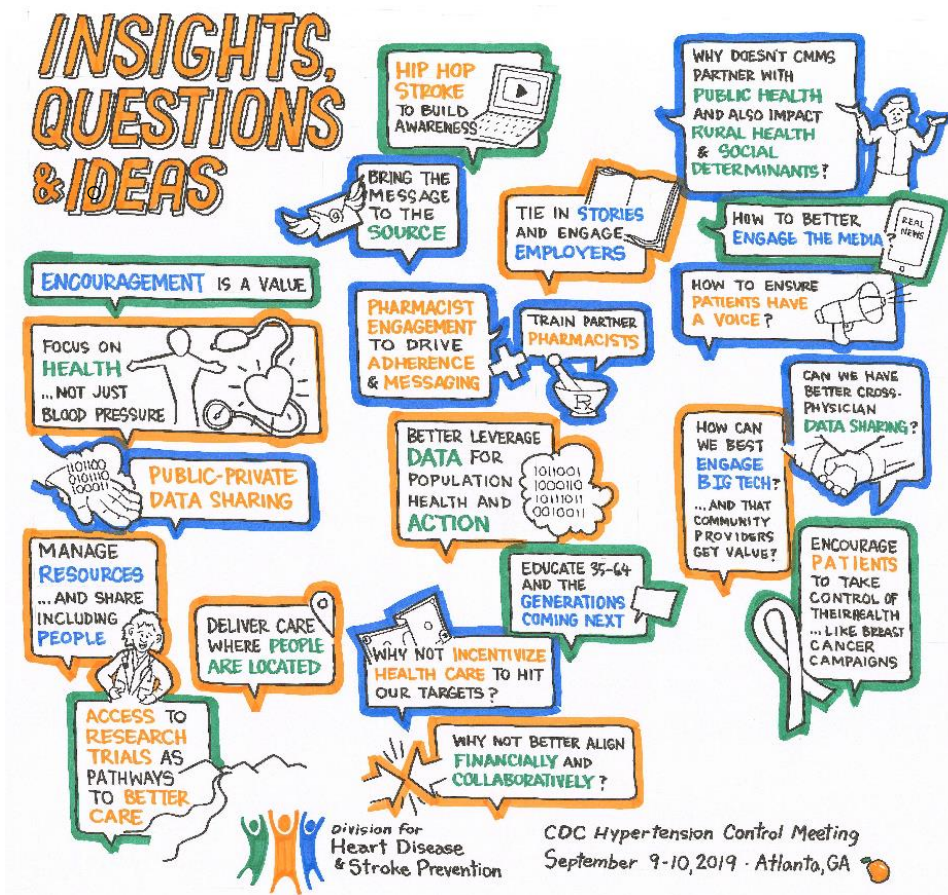 INSIGHTS,
QUESTIONS
& IDEAS
HIP HOP
STROKE
TO BUILD
AWARENESS
WHY DOESN'T CMMS
PARTNER WITH
PUBLIC HEALTH
AND ALSO IMPACT
RURAL HEALTH
& SOCIAL
DETERMINANTS?
BRING THE
MESSAGE
TO THE
SOURCE
@
TIE IN STORIES
AND ENGAGE
EMPLOYERS
HOW TO BETTER
ENGAGE THE MEDIA?
REAL
NEWS
ENCOURAGEMENT IS A VALUE
HOW TO ENSURE
PATIENTS HAVE
A VOICE?
PHARMACIST
ENGAGEMENT
TO DRIVE
ADHERENCE
& MESSAGING
TRAIN PARTNER
PHARMACISTS
Rx
FOCUS ON
HEALTH
...NOT JUST
BLOOD PRESSURE
CAN WE HAVE
BETTER CROSS-
PHYSICIAN
DATA SHARING?
HOW CAN
WE BEST
ENGAGE
BIG TECH?
...AND THAT
COMMUNITY
PROVIDERS
GET VALUE?
BETTER LEVERAGE
DATA FOR
POPULATION
HEALTH AND
ACTION
1011001
1000110
10111011
0010011
101100
0101110
100011
PUBLIC-PRIVATE
DATA SHARING
MANAGE
RESOURCES
...AND SHARE
INCLUDING
PEOPLE
DELIVER CARE
WHERE PEOPLE
ARE LOCATED
EDUCATE 35-64
AND THE
GENERATIONS
COMING NEXT
ENCOURAGE
PATIENTS
TO TAKE
CONTROL OF
THEIR HEALTH
...LIKE BREAST
CANCER
CAMPAIGNS
WHY NOT INCENTIVIZE
HEALTH CARE TO HIT
OUR TARGETS?
ACCESS TO
RESEARCH
TRIALS AS
PATHWAYS
TO BETTER
CARE
WHY NOT BETTER ALIGN
FINANCIALLY AND
COLLABORATIVELY?
Division for
Heart Disease
& Stroke Prevention
CDC Hypertension Control Meeting
September 9-10, 2019 · Atlanta, GA